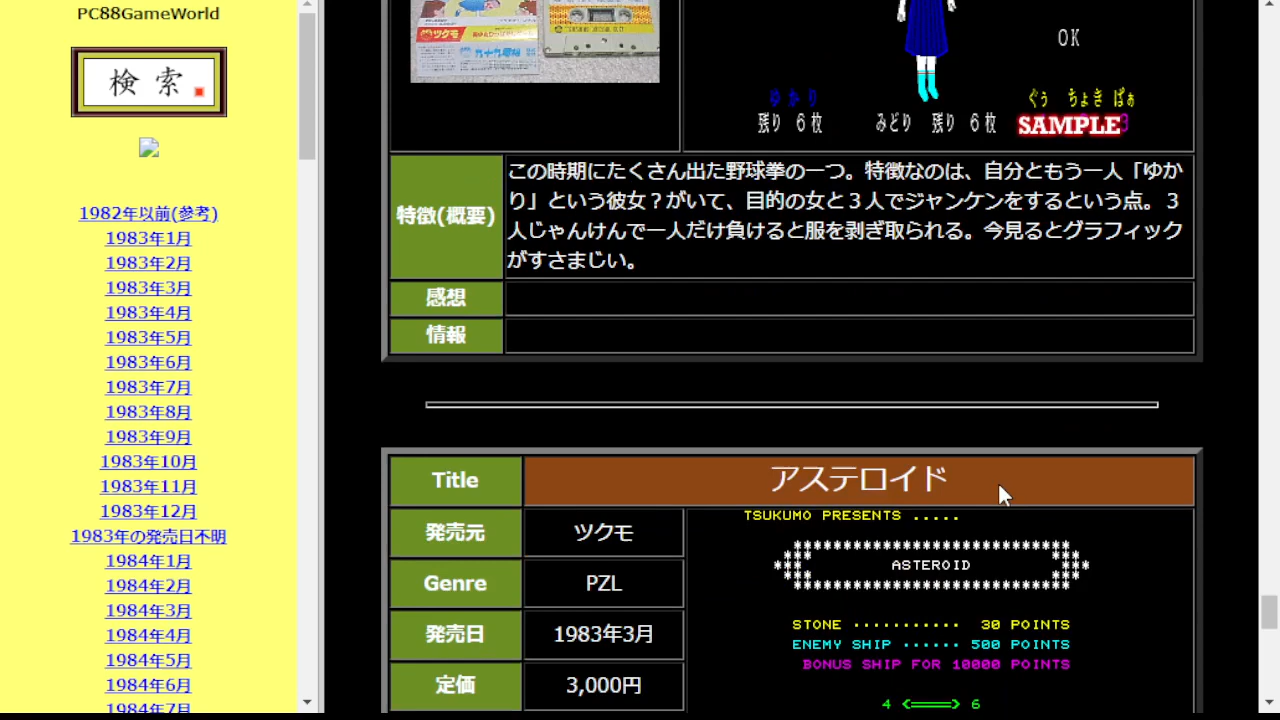 PC88GameWorld
検索
1982年以前(参考)
1983年1月
1983年2月
1983年3月
1983年4月
1983年5月
1983年6月
1983年7月
1983年8月
1983年9月
1983年10月
1983年11月
1983年12月
1983年の発売日不明
1984年1月
1984年2月
1984年3月
1984年4月
1984年5月
1984年6月
1984年7月
ツクモ
九十九電機
OK
ゆかり
残り 6枚
みどり 残り 6枚
ぐぅ ちょき ぱぁ
SAMPLE
特徴(概要)
この時期にたくさん出た野球拳の一つ。特徴なのは、自分ともう一人「ゆか
り」という彼女？がいて、目的の女と３人でジャンケンをするという点。３
人じゃんけんで一人だけ負けると服を剥ぎ取られる。今見るとグラフィック
がすさまじい。
感想
情報
Title
アステロイド
発売元
ツクモ
Genre
PZL
発売日
1983年3月
定価
3,000円
TSUKUMO PRESENTS .....
ASTEROID
STONE ........... 30 POINTS
ENEMY SHIP ...... 500 POINTS
BONUS SHIP FOR 10000 POINTS
4 <====> 6